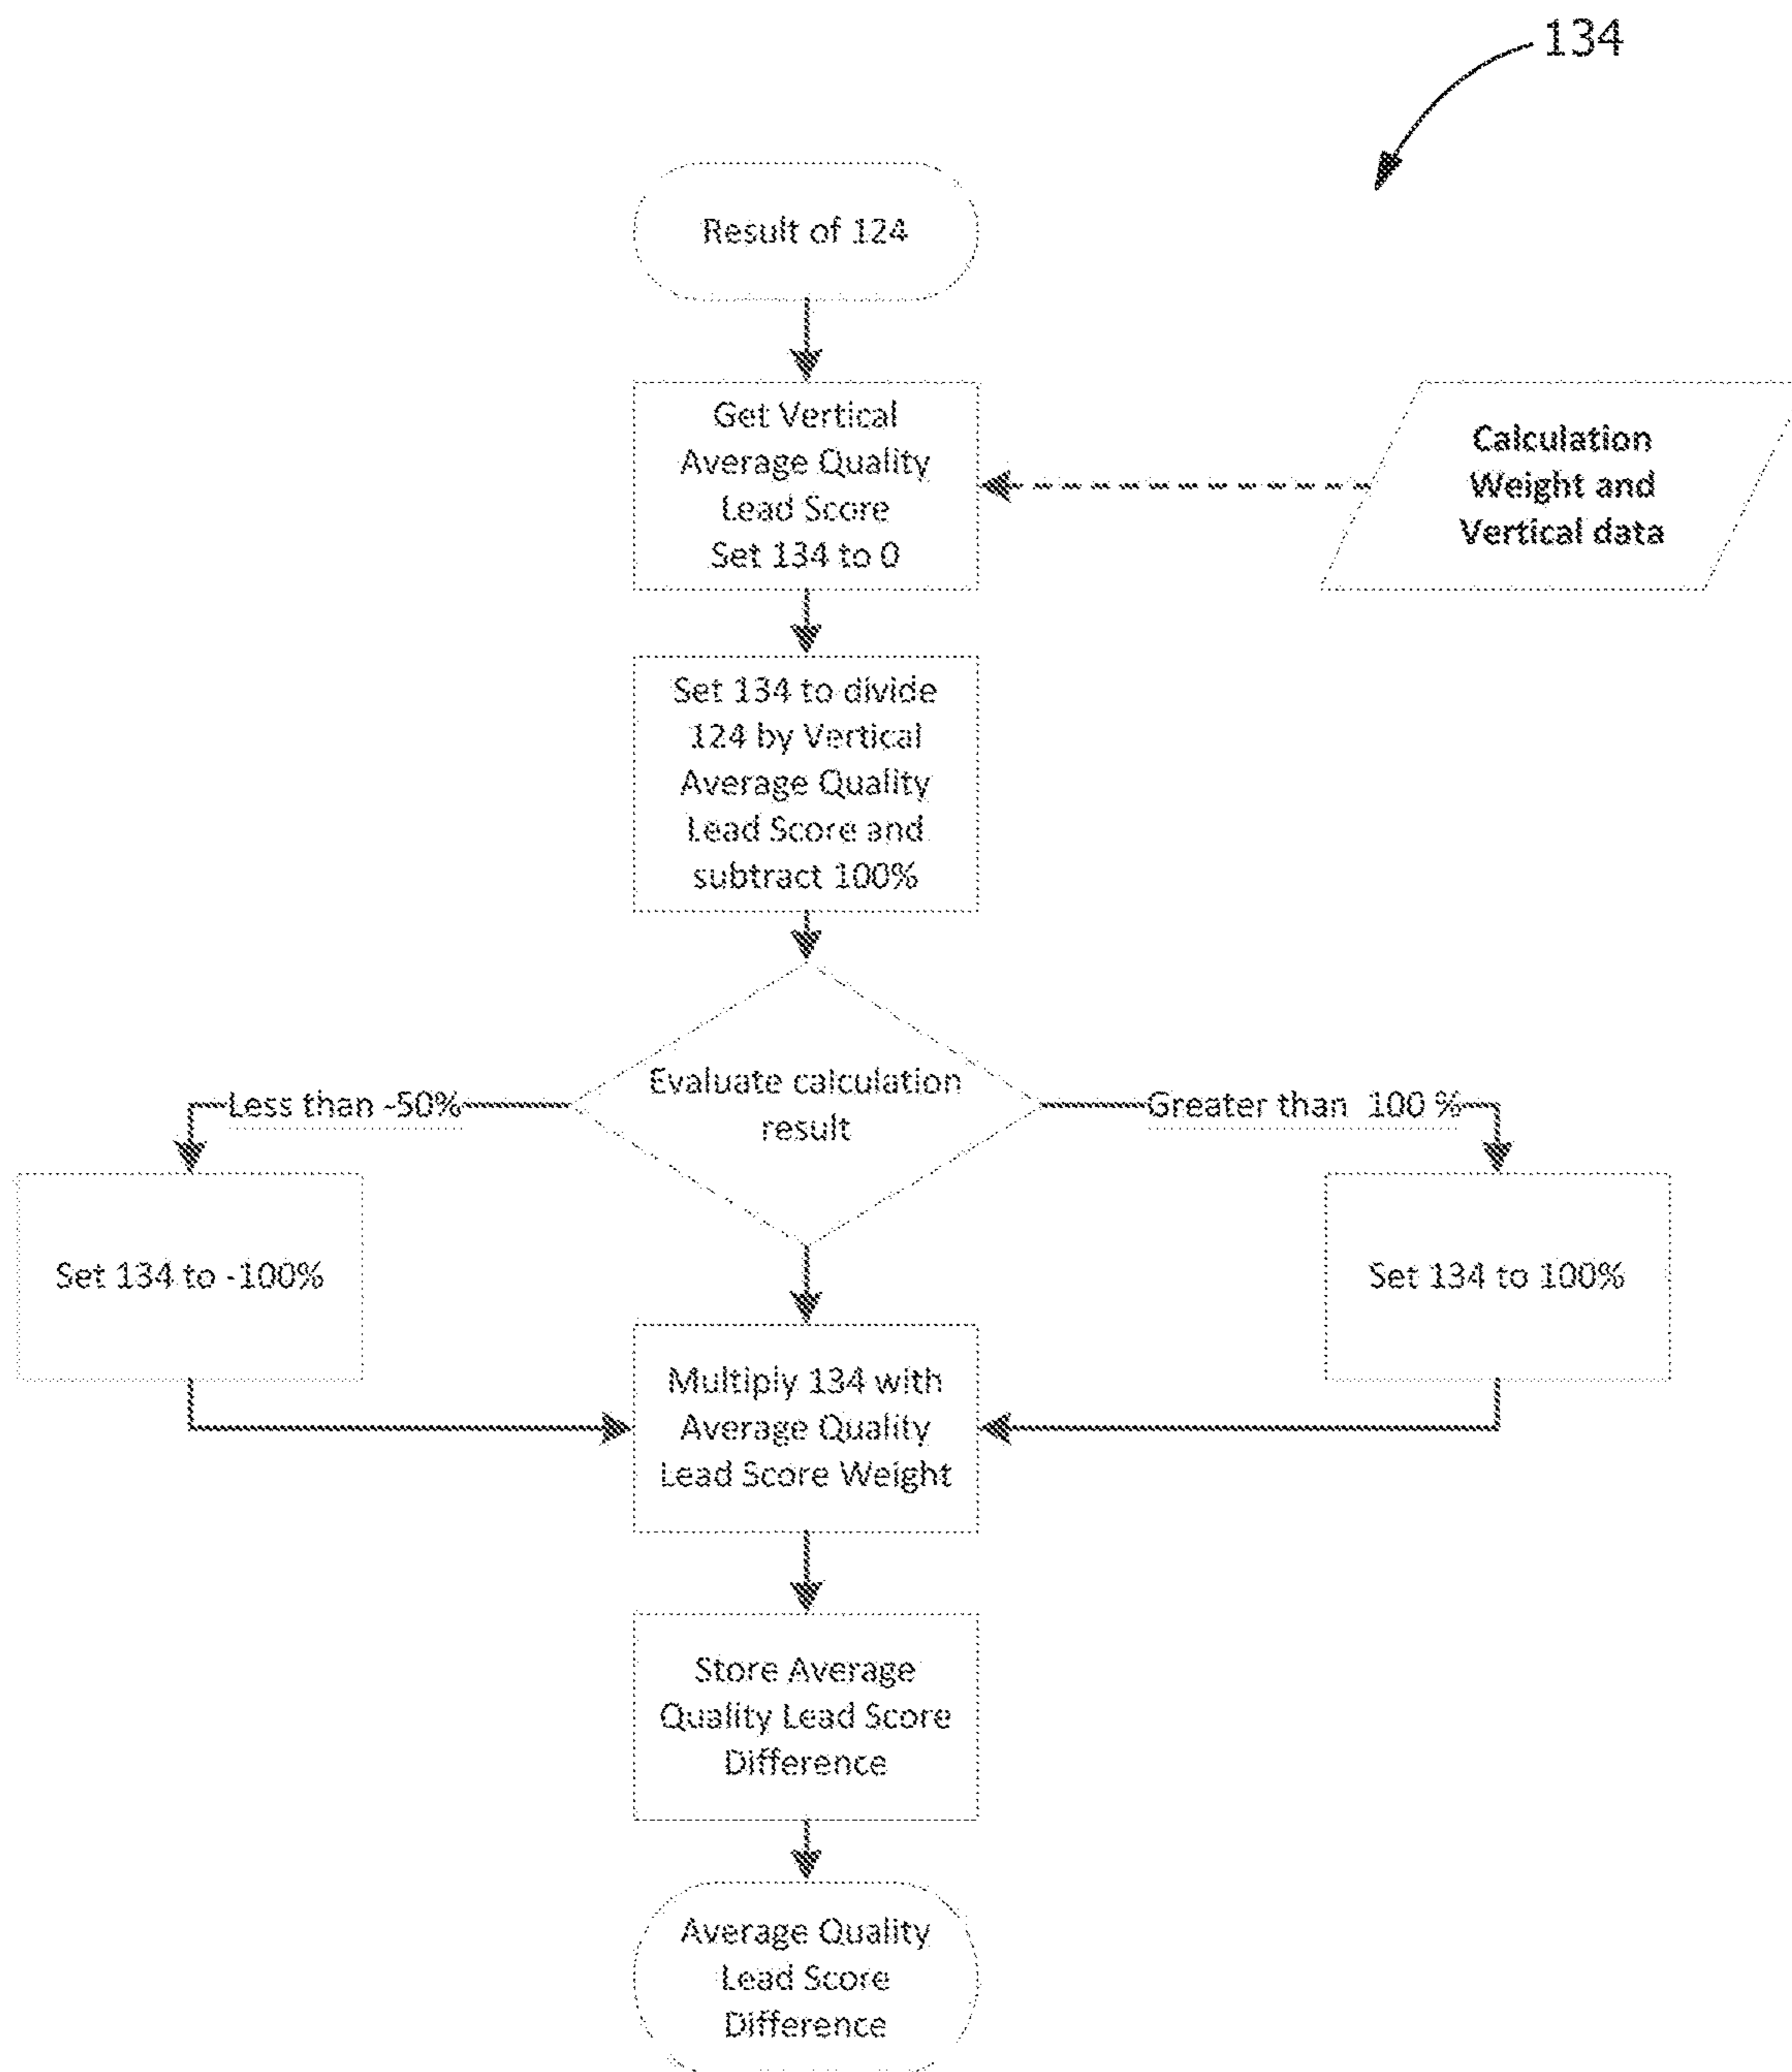 134
Result of 124
Get Vertical
Average Quality
Lead Score
Set 134 to 0
Calculation
Weight and
Vertical data
Set 134 to divide
124 by Vertical
Average Quality
Lead Score and
subtract 100%
Evaluate calculation
result
Less than -50%
Greater than 100 %
Set 134 to -100%
Set 134 to 100%
Multiply 134 with
Average Quality
Lead Score Weight
Store Average
Quality Lead Score
Difference
Average Quality
Lead Score
Difference